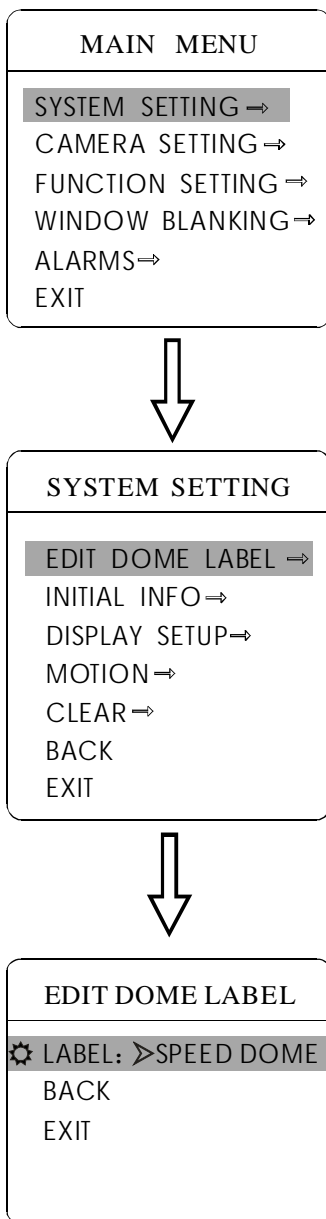 MAIN MENU
SYSTEM SETTING⇨
CAMERA SETTING⇨
FUNCTION SETTING⇨
WINDOW BLANKING⇨
ALARMS⇨
EXIT
SYSTEM SETTING
EDIT DOME LABEL ⇨
INITIAL INFO⇨
DISPLAY SETUP⇨
MOTION⇨
CLEAR⇨
BACK
EXIT
EDIT DOME LABEL
LABEL: ➢SPEED DOME
BACK
EXIT